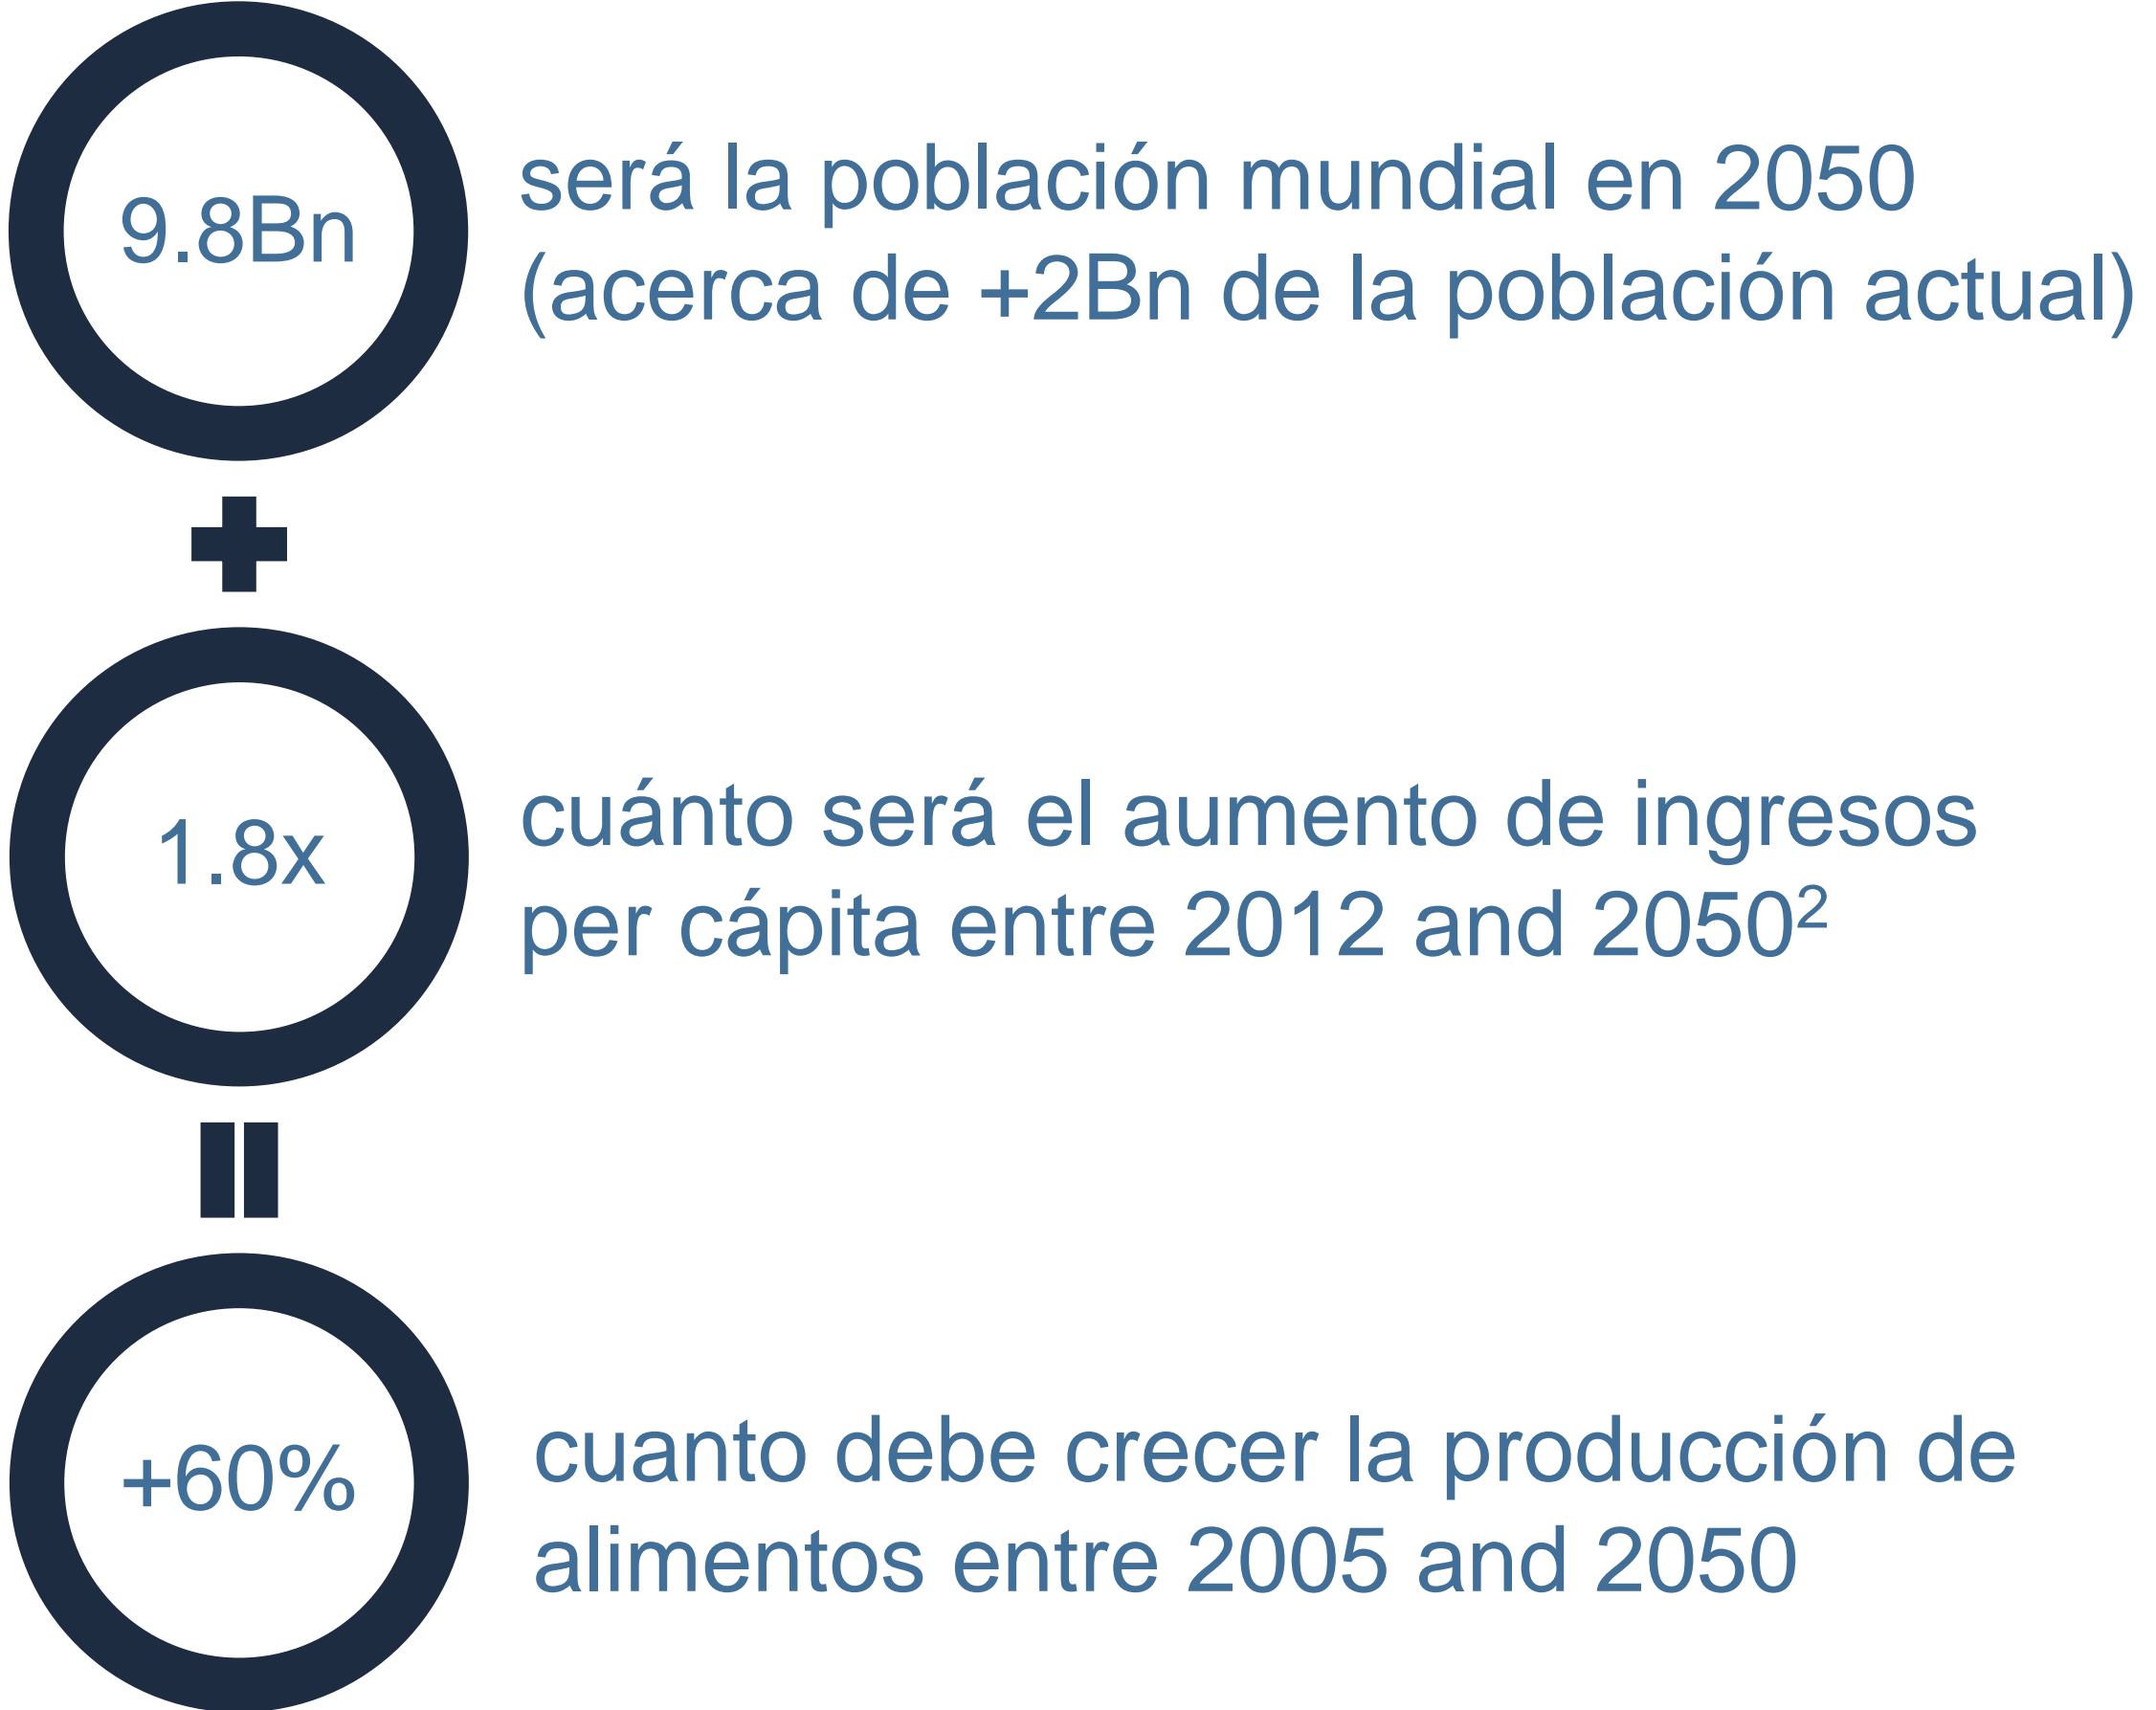 9.8Bn
será la población mundial en 2050
(acerca de +2Bn de la población actual)
1.8x
cuánto será el aumento de ingresos
per cápita entre 2012 and 2050²
+60%
cuanto debe crecer la producción de
alimentos entre 2005 and 2050